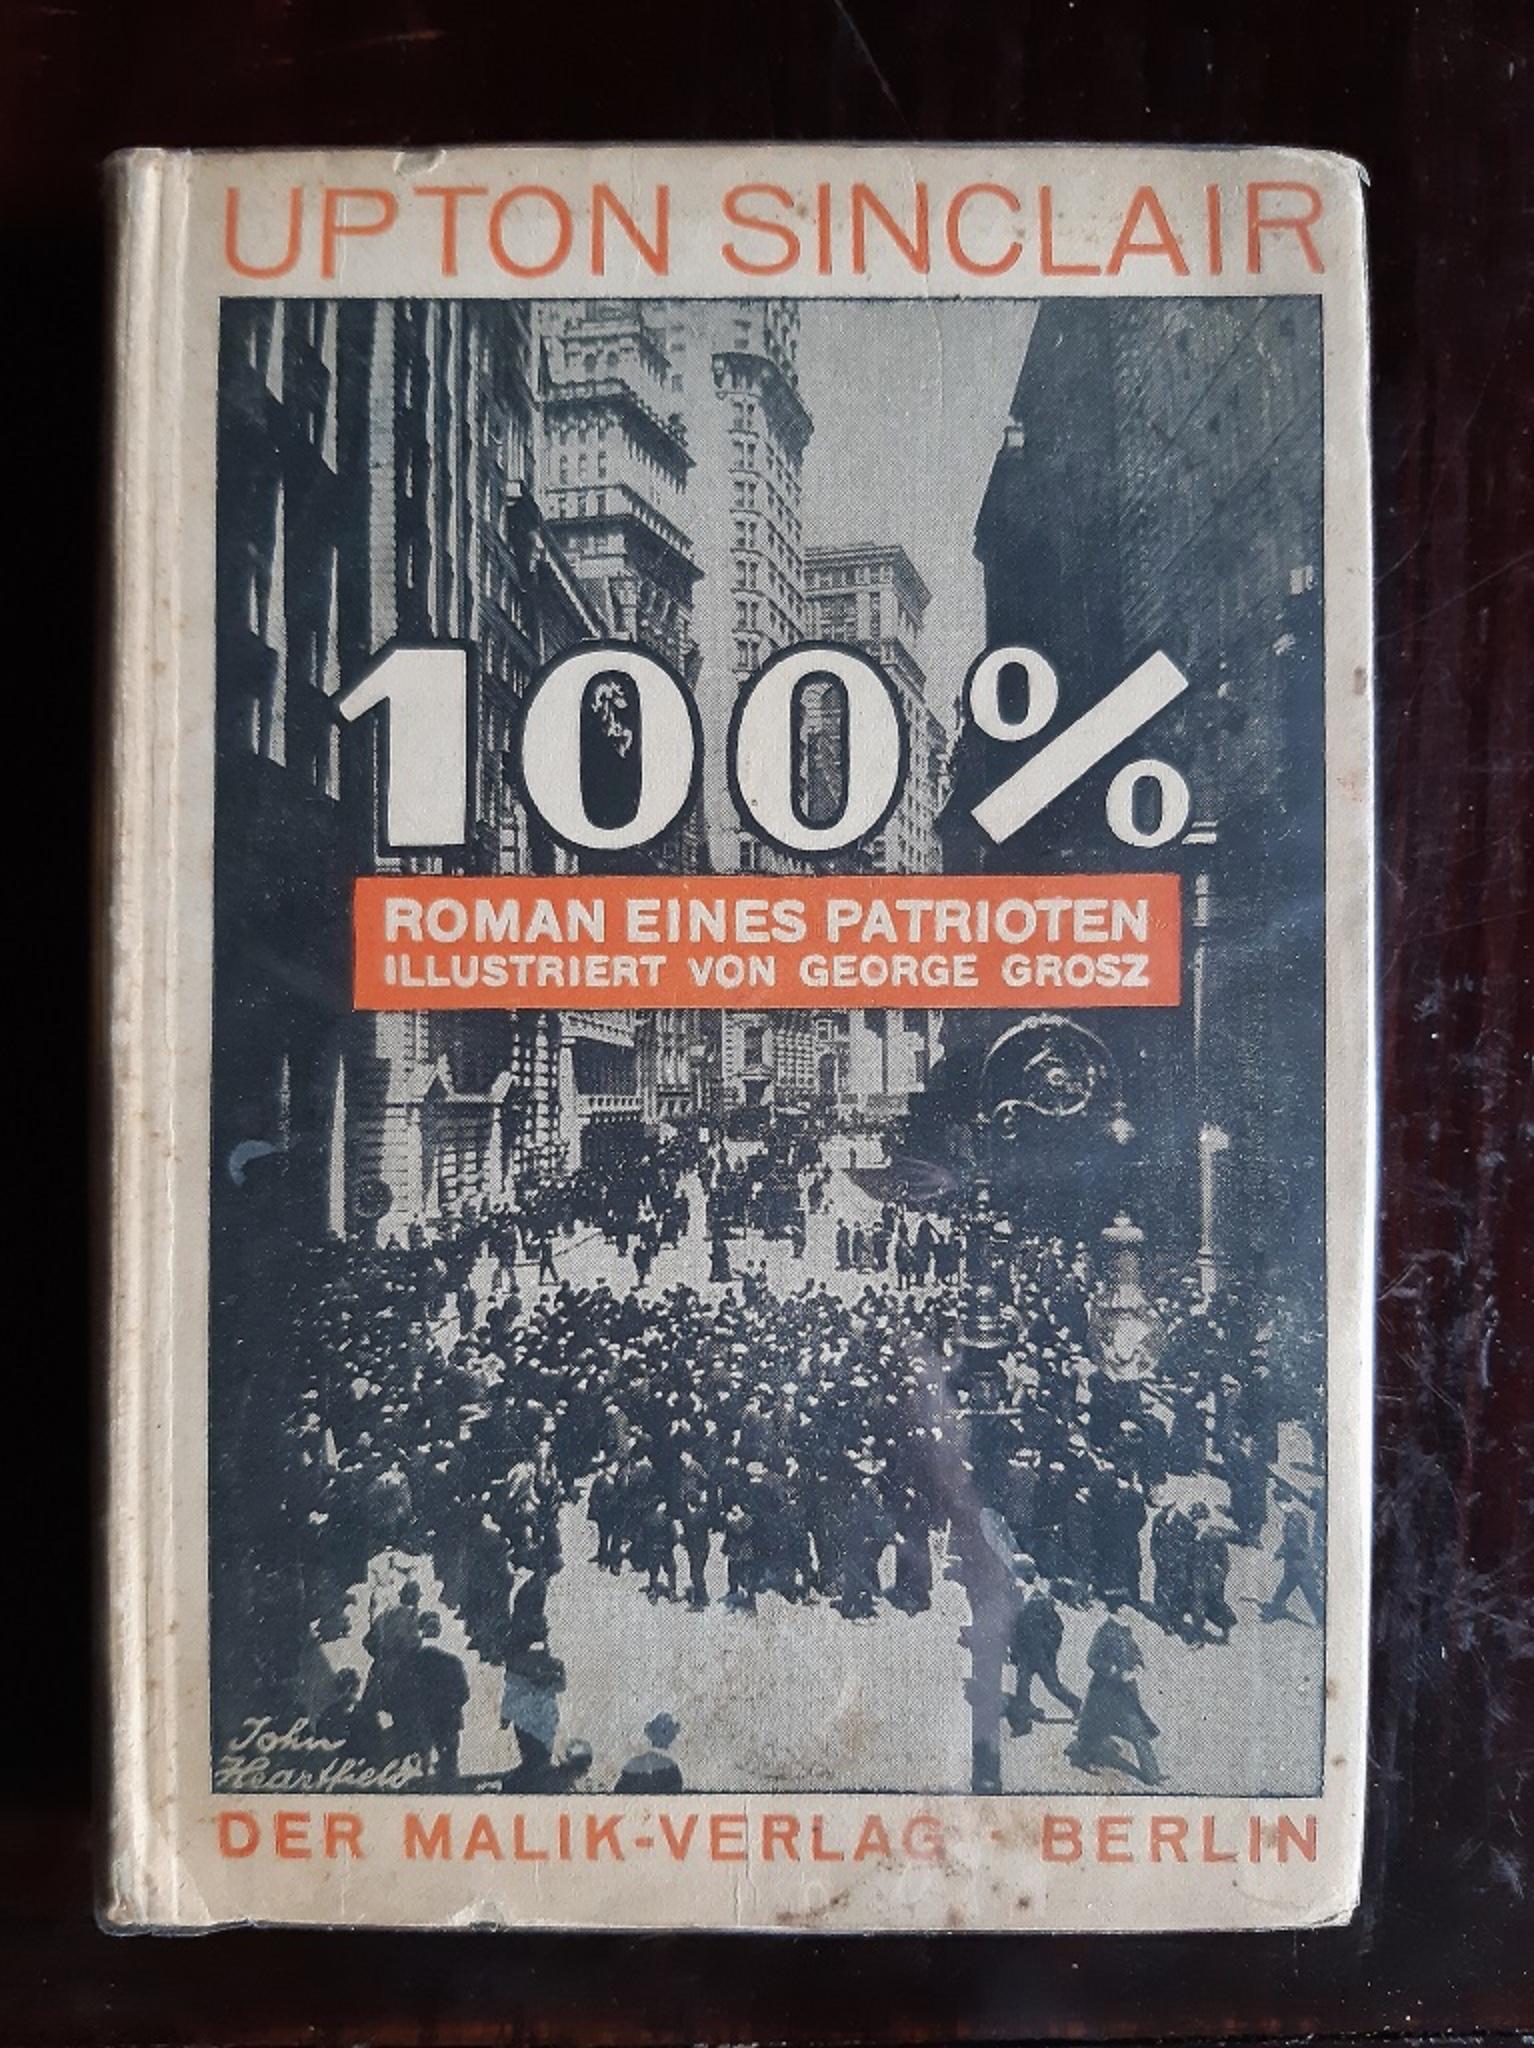 UPTON SINCLAIR
100%
ROMAN EINES PATRIOTEN
ILLUSTRIERT VON GEORGE GROSZ
John
Heartfield
DER MALIK-VERLAG · BERLIN